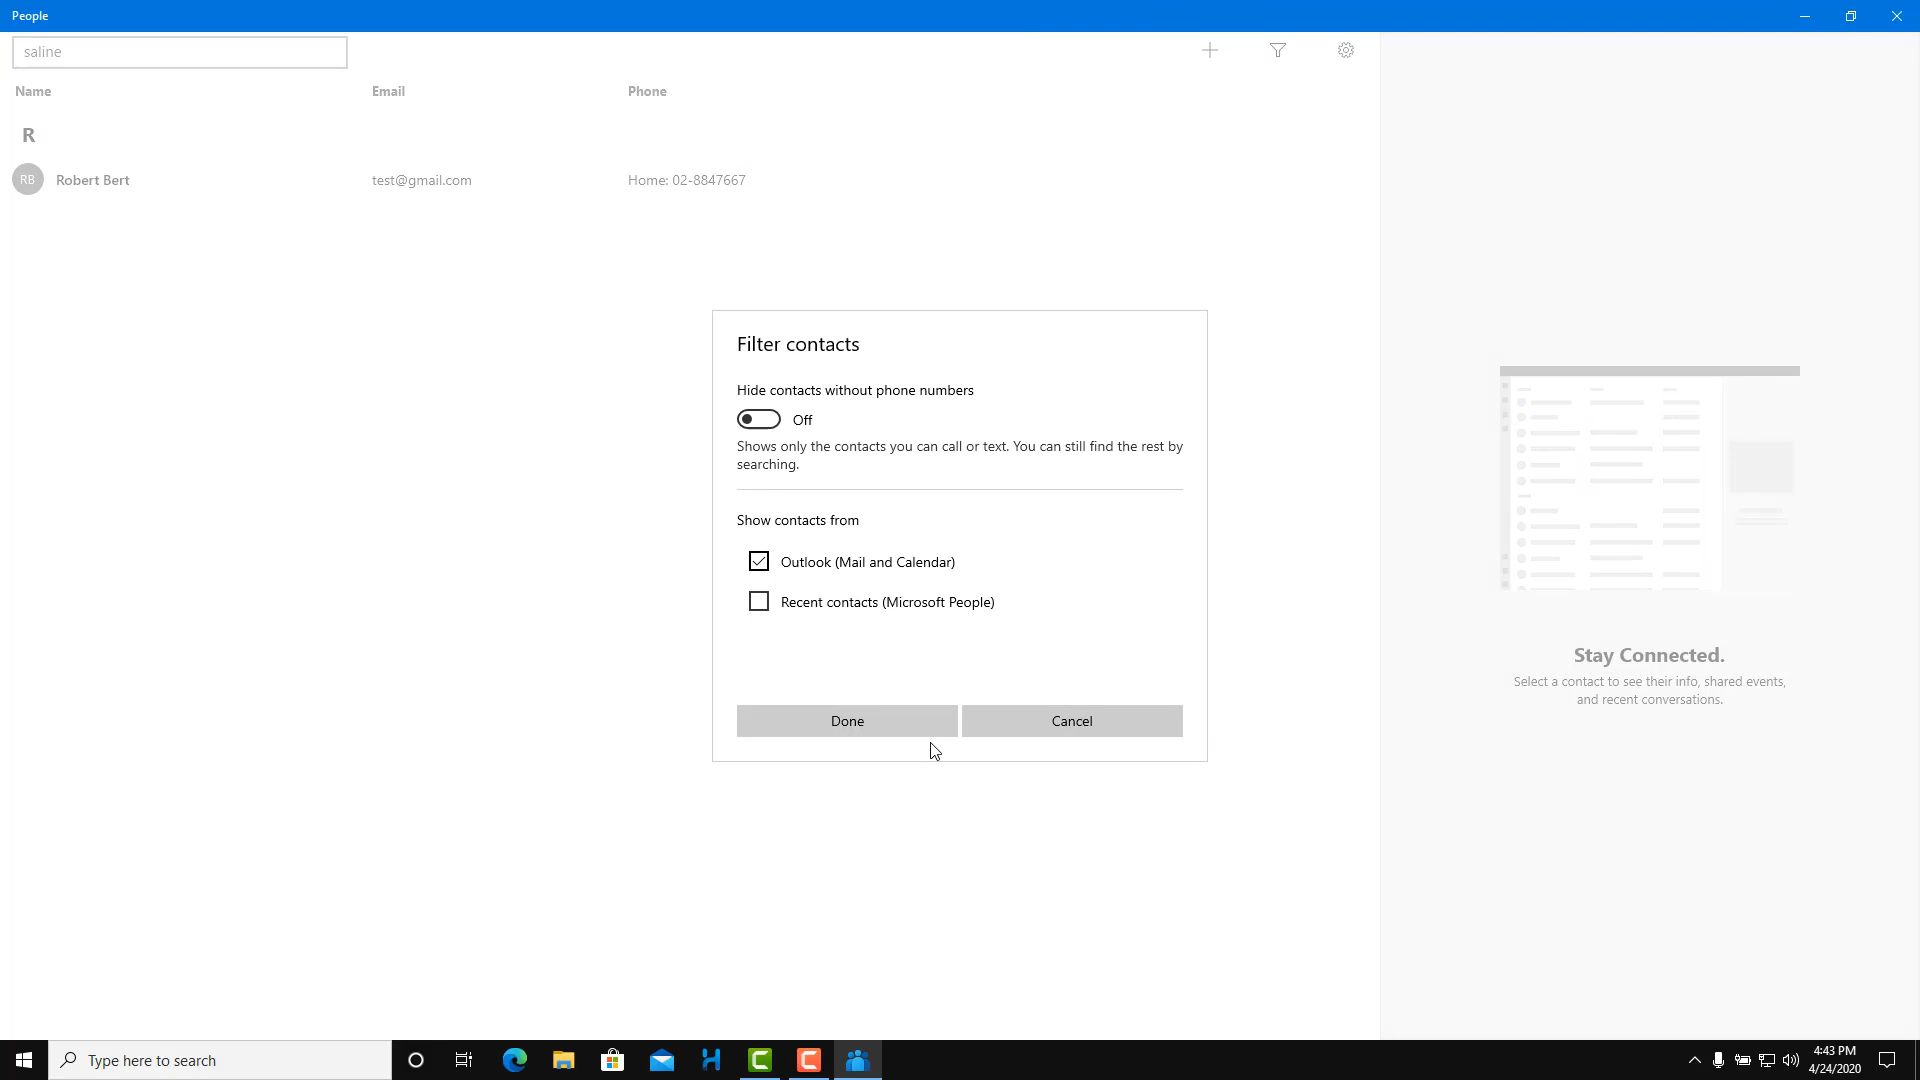 People
saline
Name Email Phone
R
RB Robert Bert test@gmail.com Home: 02-8847667
Filter contacts
Hide contacts without phone numbers
Off
Shows only the contacts you can call or text. You can still find the rest by
searching.
Show contacts from
Outlook (Mail and Calendar)
Recent contacts (Microsoft People)
Done Cancel
Stay Connected.
Select a contact to see their info, shared events,
and recent conversations.
Type here to search
4:43 PM
4/24/2020